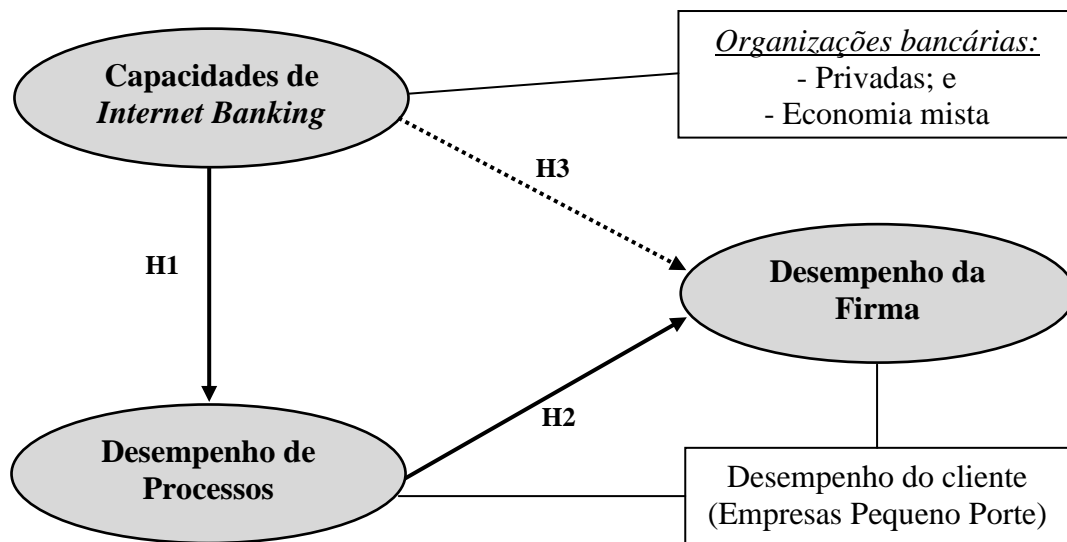 Capacidades de
Internet Banking
Organizações bancárias:
- Privadas; e
- Economia mista
H3
H1
Desempenho da
Firma
H2
Desempenho de
Processos
Desempenho do cliente
(Empresas Pequeno Porte)